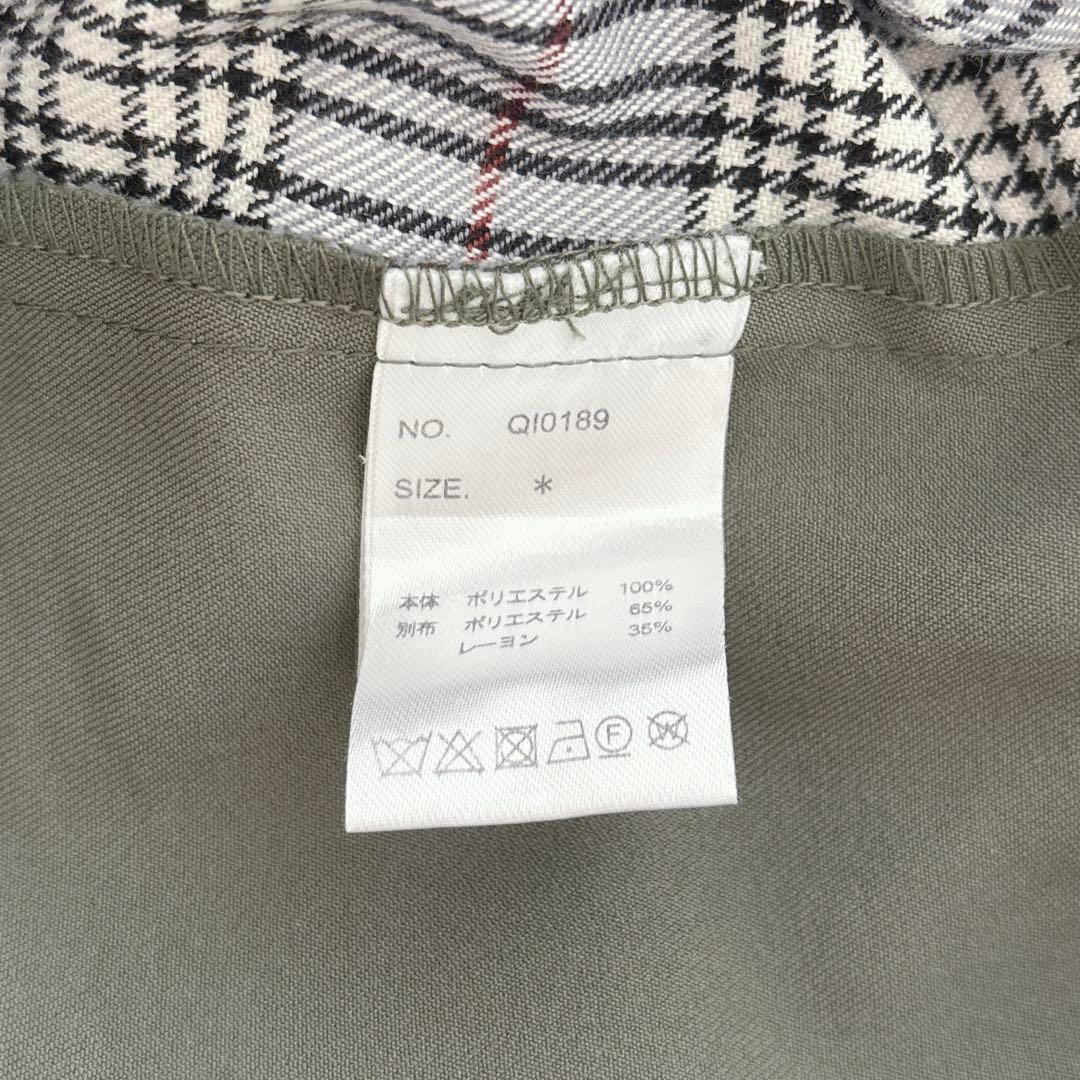 NO. QI0189
SIZE. *
本体 ポリエステル 100%
別布 ポリエステル 65%
レーヨン 35%
F W